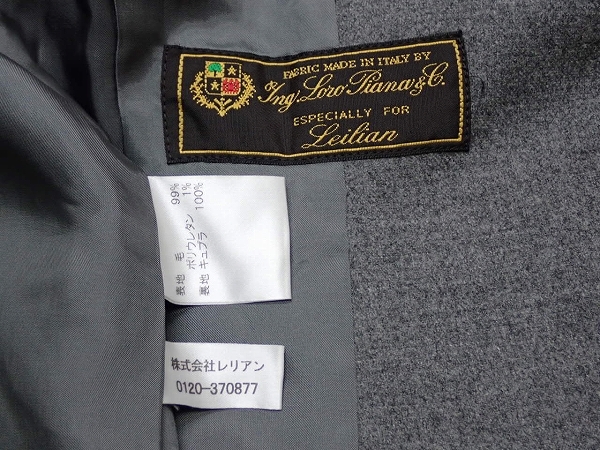 FABRIC MADE IN ITALY BY
Ing. Loro Piana & C.
ESPECIALLY FOR
Leilian
表地 毛 99%
ポリウレタン 1%
裏地 キュプラ 100%
株式会社レリアン
0120-370877